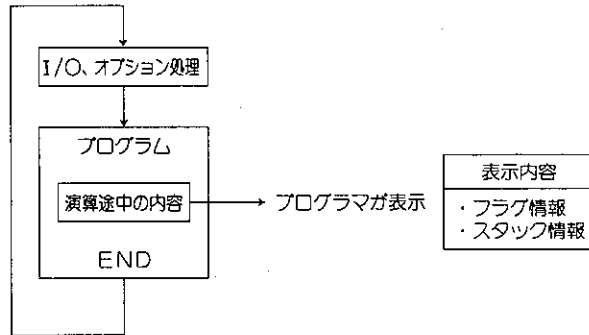 I/O、オプション処理
プログラム
演算途中の内容
プログラマが表示
END
表示内容
・フラグ情報
・スタック情報